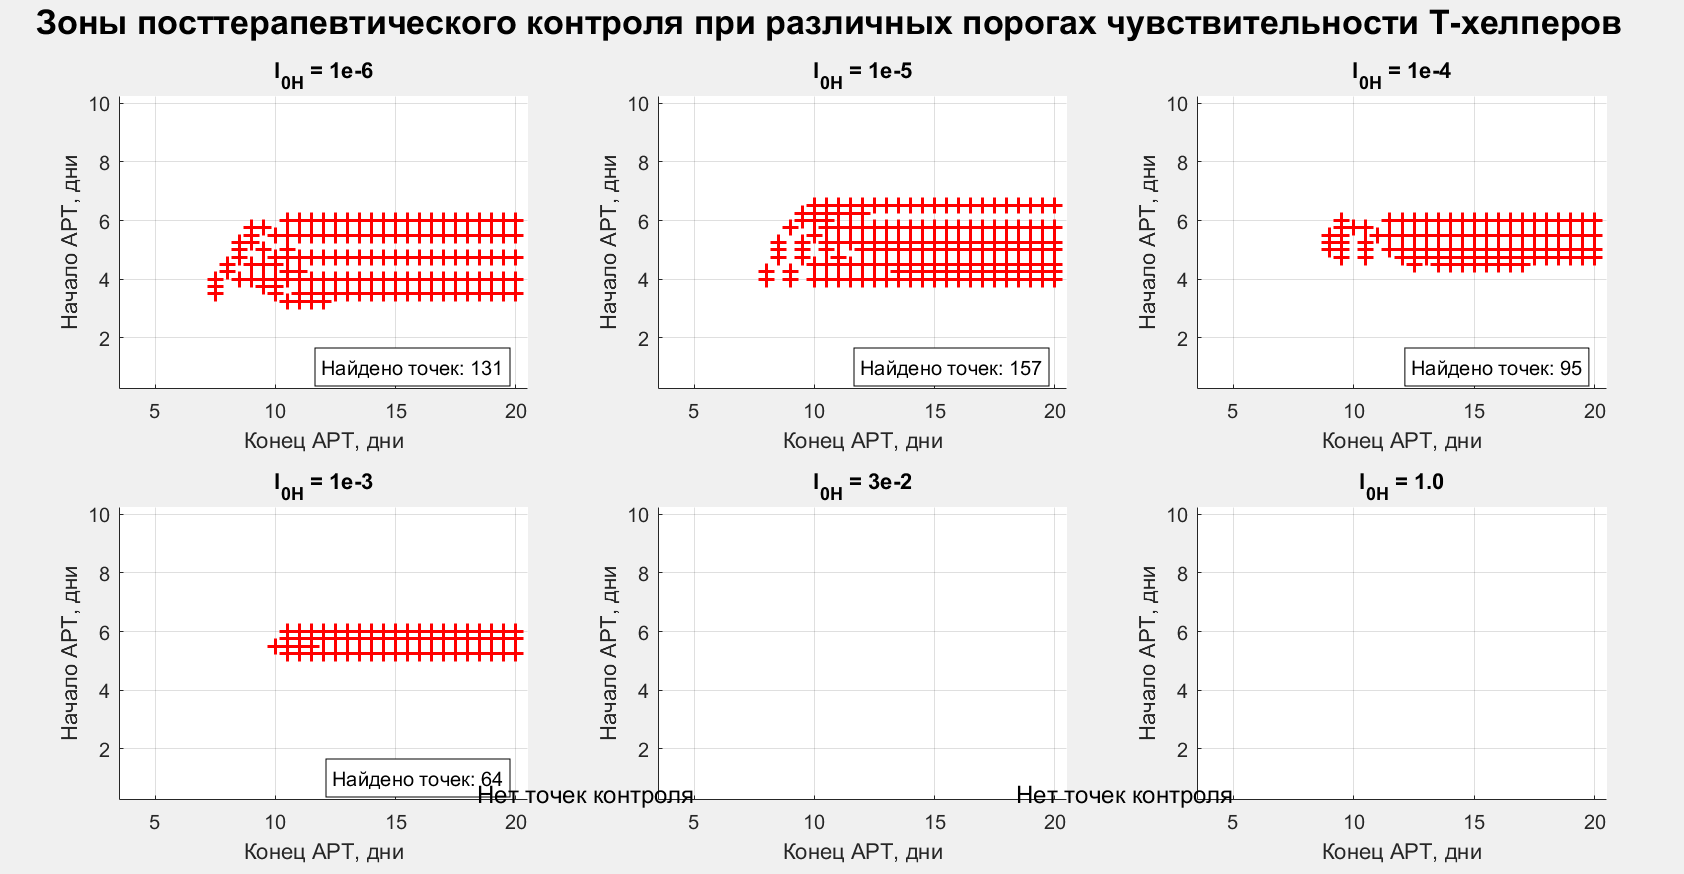 Зоны посттерапевтического контроля при различных порогах чувствительности Т-хелперов
I0H = 1e-6
I0H = 1e-5
I0H = 1e-4
10
8
6
4
2
Начало АРТ, дни
Найдено точек: 131
5 10 15 20
Конец АРТ, дни
10
8
6
4
2
Начало АРТ, дни
Найдено точек: 157
5 10 15 20
Конец АРТ, дни
10
8
6
4
2
Начало АРТ, дни
Найдено точек: 95
5 10 15 20
Конец АРТ, дни
I0H = 1e-3
I0H = 3e-2
I0H = 1.0
10
8
6
4
2
Начало АРТ, дни
Найдено точек: 64
5 10 15 20
Конец АРТ, дни
10
8
6
4
2
Начало АРТ, дни
Нет точек контроля
5 10 15 20
Конец АРТ, дни
10
8
6
4
2
Начало АРТ, дни
Нет точек контроля
5 10 15 20
Конец АРТ, дни